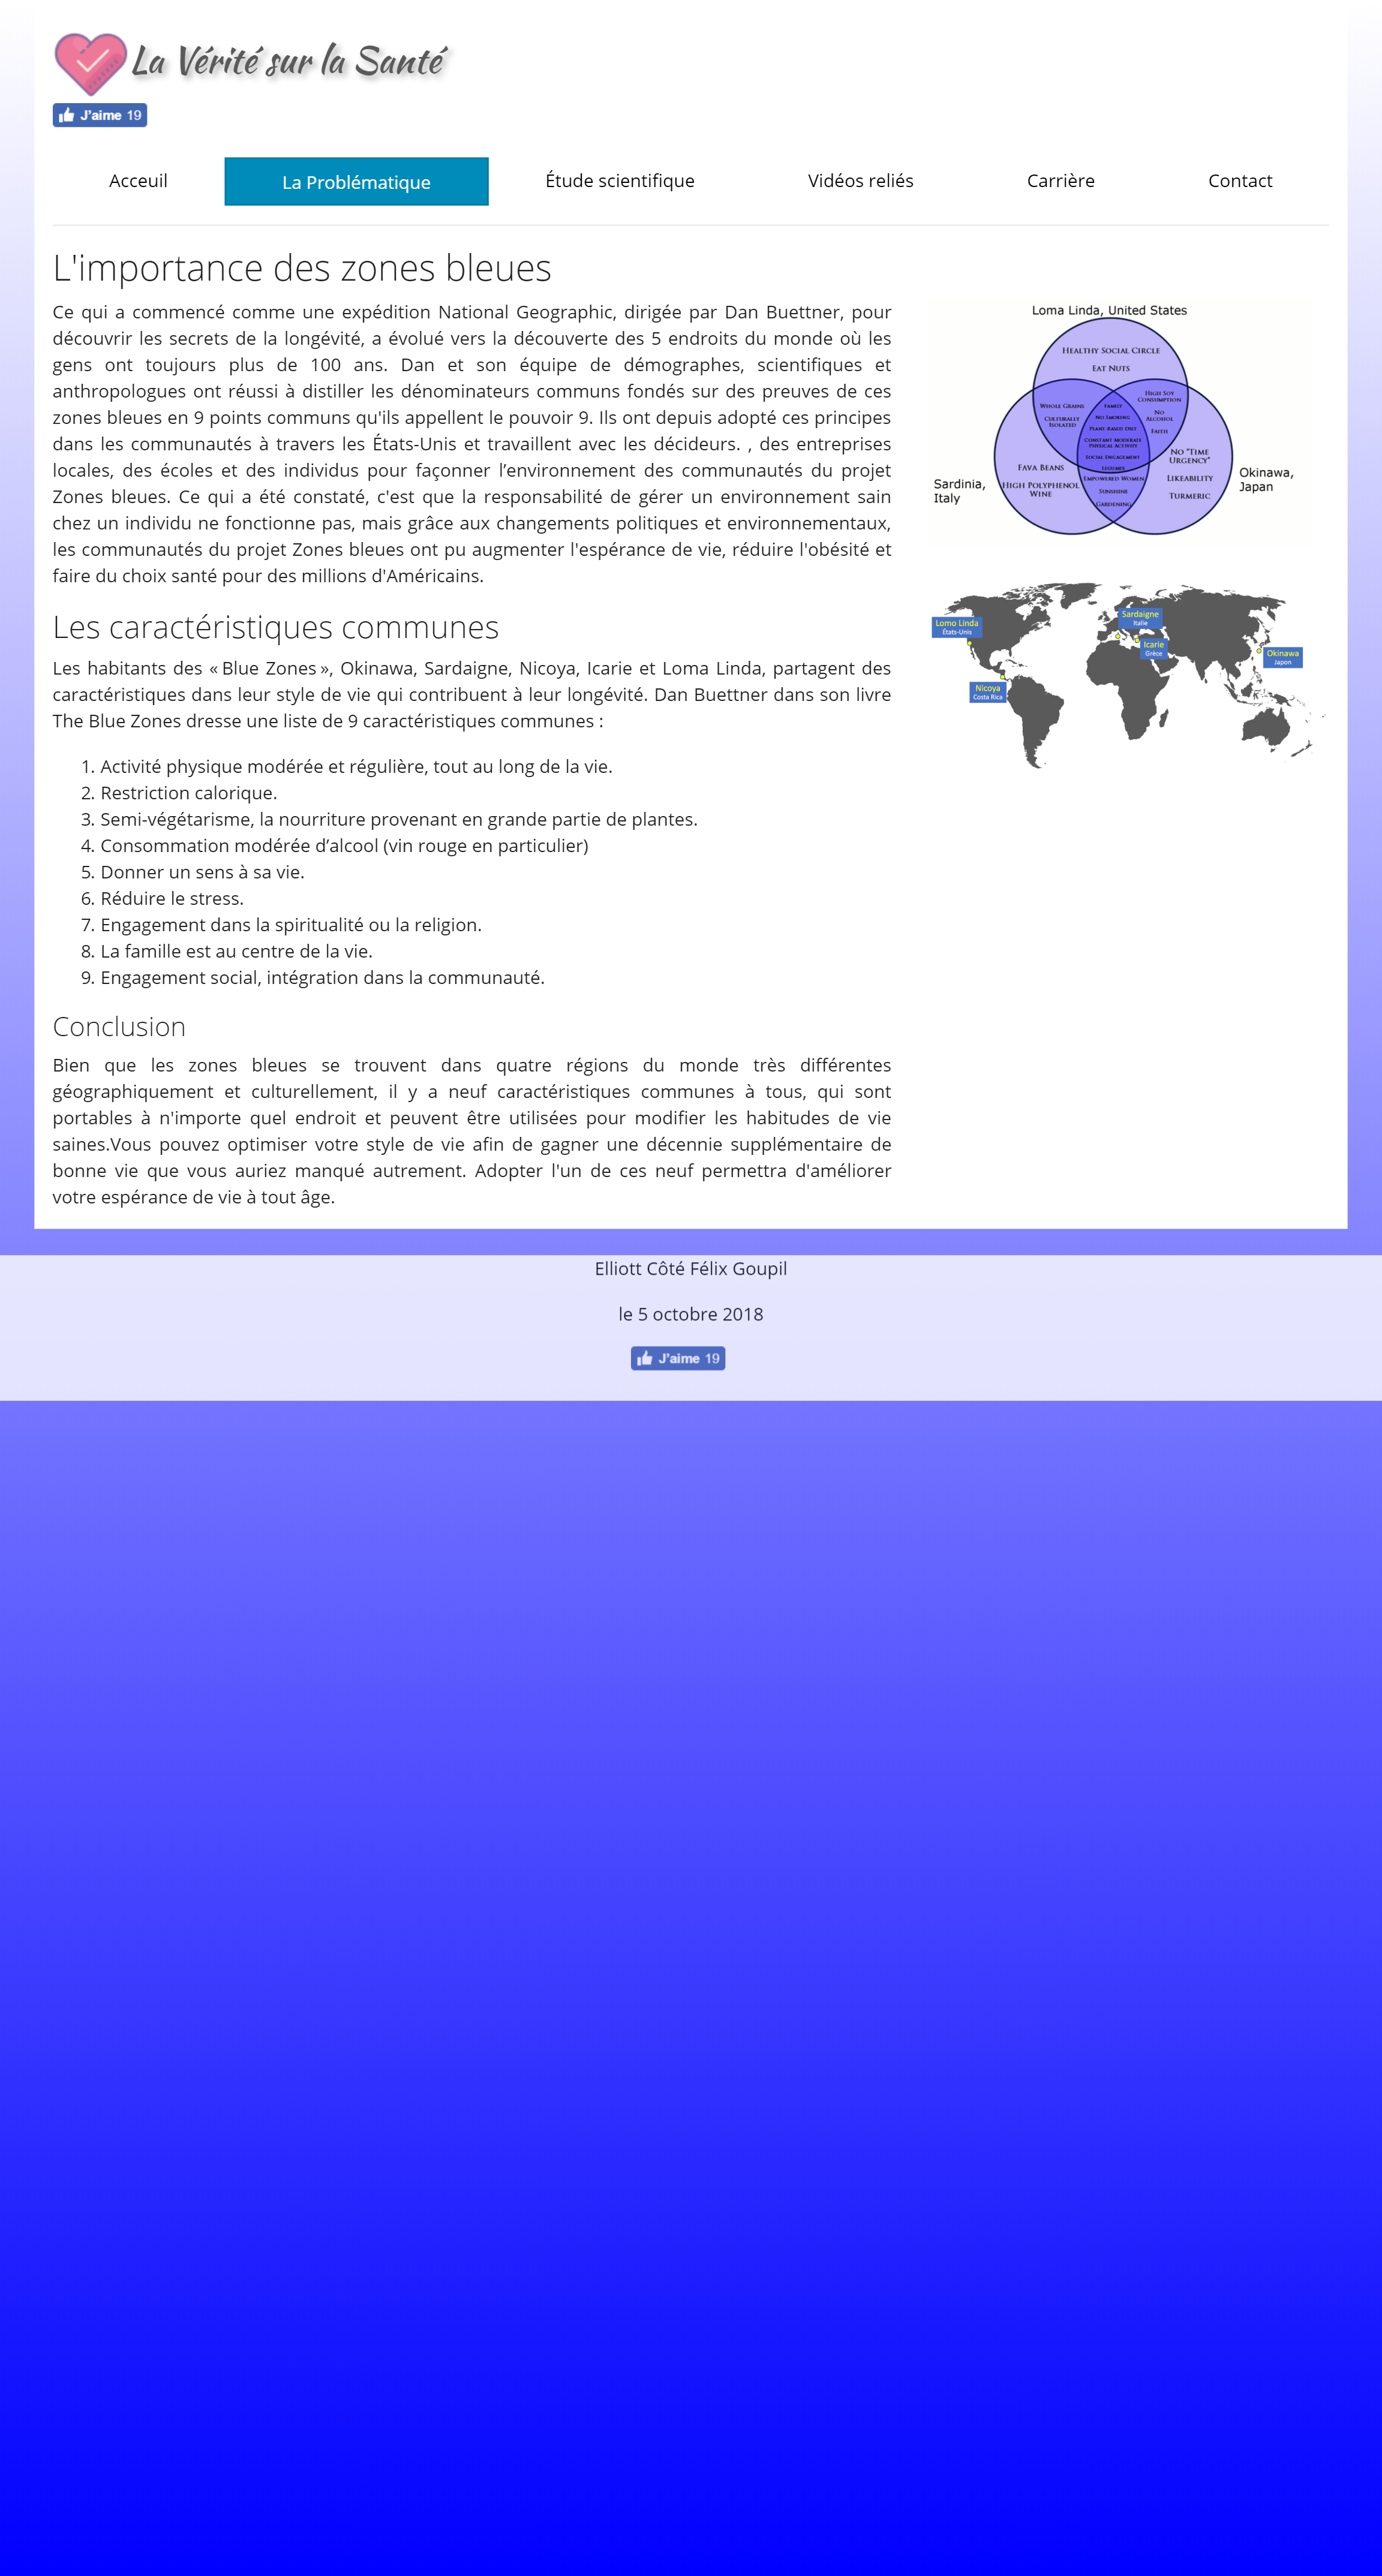 La Vérité sur la Santé
J'aime 19
Acceuil
La Problématique
Étude scientifique
Vidéos reliés
Carrière
Contact
L'importance des zones bleues
Ce qui a commencé comme une expédition National Geographic, dirigée par Dan Buettner, pour
découvrir les secrets de la longévité, a évolué vers la découverte des 5 endroits du monde où les
gens ont toujours plus de 100 ans. Dan et son équipe de démographes, scientifiques et
anthropologues ont réussi à distiller les dénominateurs communs fondés sur des preuves de ces
zones bleues en 9 points communs qu'ils appellent le pouvoir 9. Ils ont depuis adopté ces principes
dans les communautés à travers les États-Unis et travaillent avec les décideurs. , des entreprises
locales, des écoles et des individus pour façonner l’environnement des communautés du projet
Zones bleues. Ce qui a été constaté, c'est que la responsabilité de gérer un environnement sain
chez un individu ne fonctionne pas, mais grâce aux changements politiques et environnementaux,
les communautés du projet Zones bleues ont pu augmenter l'espérance de vie, réduire l'obésité et
faire du choix santé pour des millions d'Américains.
Les caractéristiques communes
Les habitants des « Blue Zones », Okinawa, Sardaigne, Nicoya, Icarie et Loma Linda, partagent des
caractéristiques dans leur style de vie qui contribuent à leur longévité. Dan Buettner dans son livre
The Blue Zones dresse une liste de 9 caractéristiques communes :
1. Activité physique modérée et régulière, tout au long de la vie.
2. Restriction calorique.
3. Semi-végétarisme, la nourriture provenant en grande partie de plantes.
4. Consommation modérée d’alcool (vin rouge en particulier)
5. Donner un sens à sa vie.
6. Réduire le stress.
7. Engagement dans la spiritualité ou la religion.
8. La famille est au centre de la vie.
9. Engagement social, intégration dans la communauté.
Conclusion
Bien que les zones bleues se trouvent dans quatre régions du monde très différentes
géographiquement et culturellement, il y a neuf caractéristiques communes à tous, qui sont
portables à n'importe quel endroit et peuvent être utilisées pour modifier les habitudes de vie
saines.Vous pouvez optimiser votre style de vie afin de gagner une décennie supplémentaire de
bonne vie que vous auriez manqué autrement. Adopter l'un de ces neuf permettra d'améliorer
votre espérance de vie à tout âge.
Loma Linda, United States
HEALTHY SOCIAL CIRCLE
EAT NUTS
WHOLE GRAINS
CULTURALLY
ISOLATED
FAMILY
NO SMOKING
PLANT-BASED DIET
CONSTANT MODERATE
PHYSICAL ACTIVITY
SOCIAL ENGAGEMENT
LEGUMES
HIGH SOY
CONSUMPTION
NO
ALCOHOL
FAITH
FAVA BEANS
HIGH POLYPHENOL
WINE
EMPOWERED WOMEN
SUNSHINE
GARDENING
NO "TIME
URGENCY"
LIKEABILITY
TURMERIC
Sardinia,
Italy
Okinawa,
Japan
Lomo Linda
États-Unis
Sardaigne
Italie
Icarie
Grèce
Okinawa
Japon
Nicoya
Costa Rica
Elliott Côté Félix Goupil
le 5 octobre 2018
J'aime 19